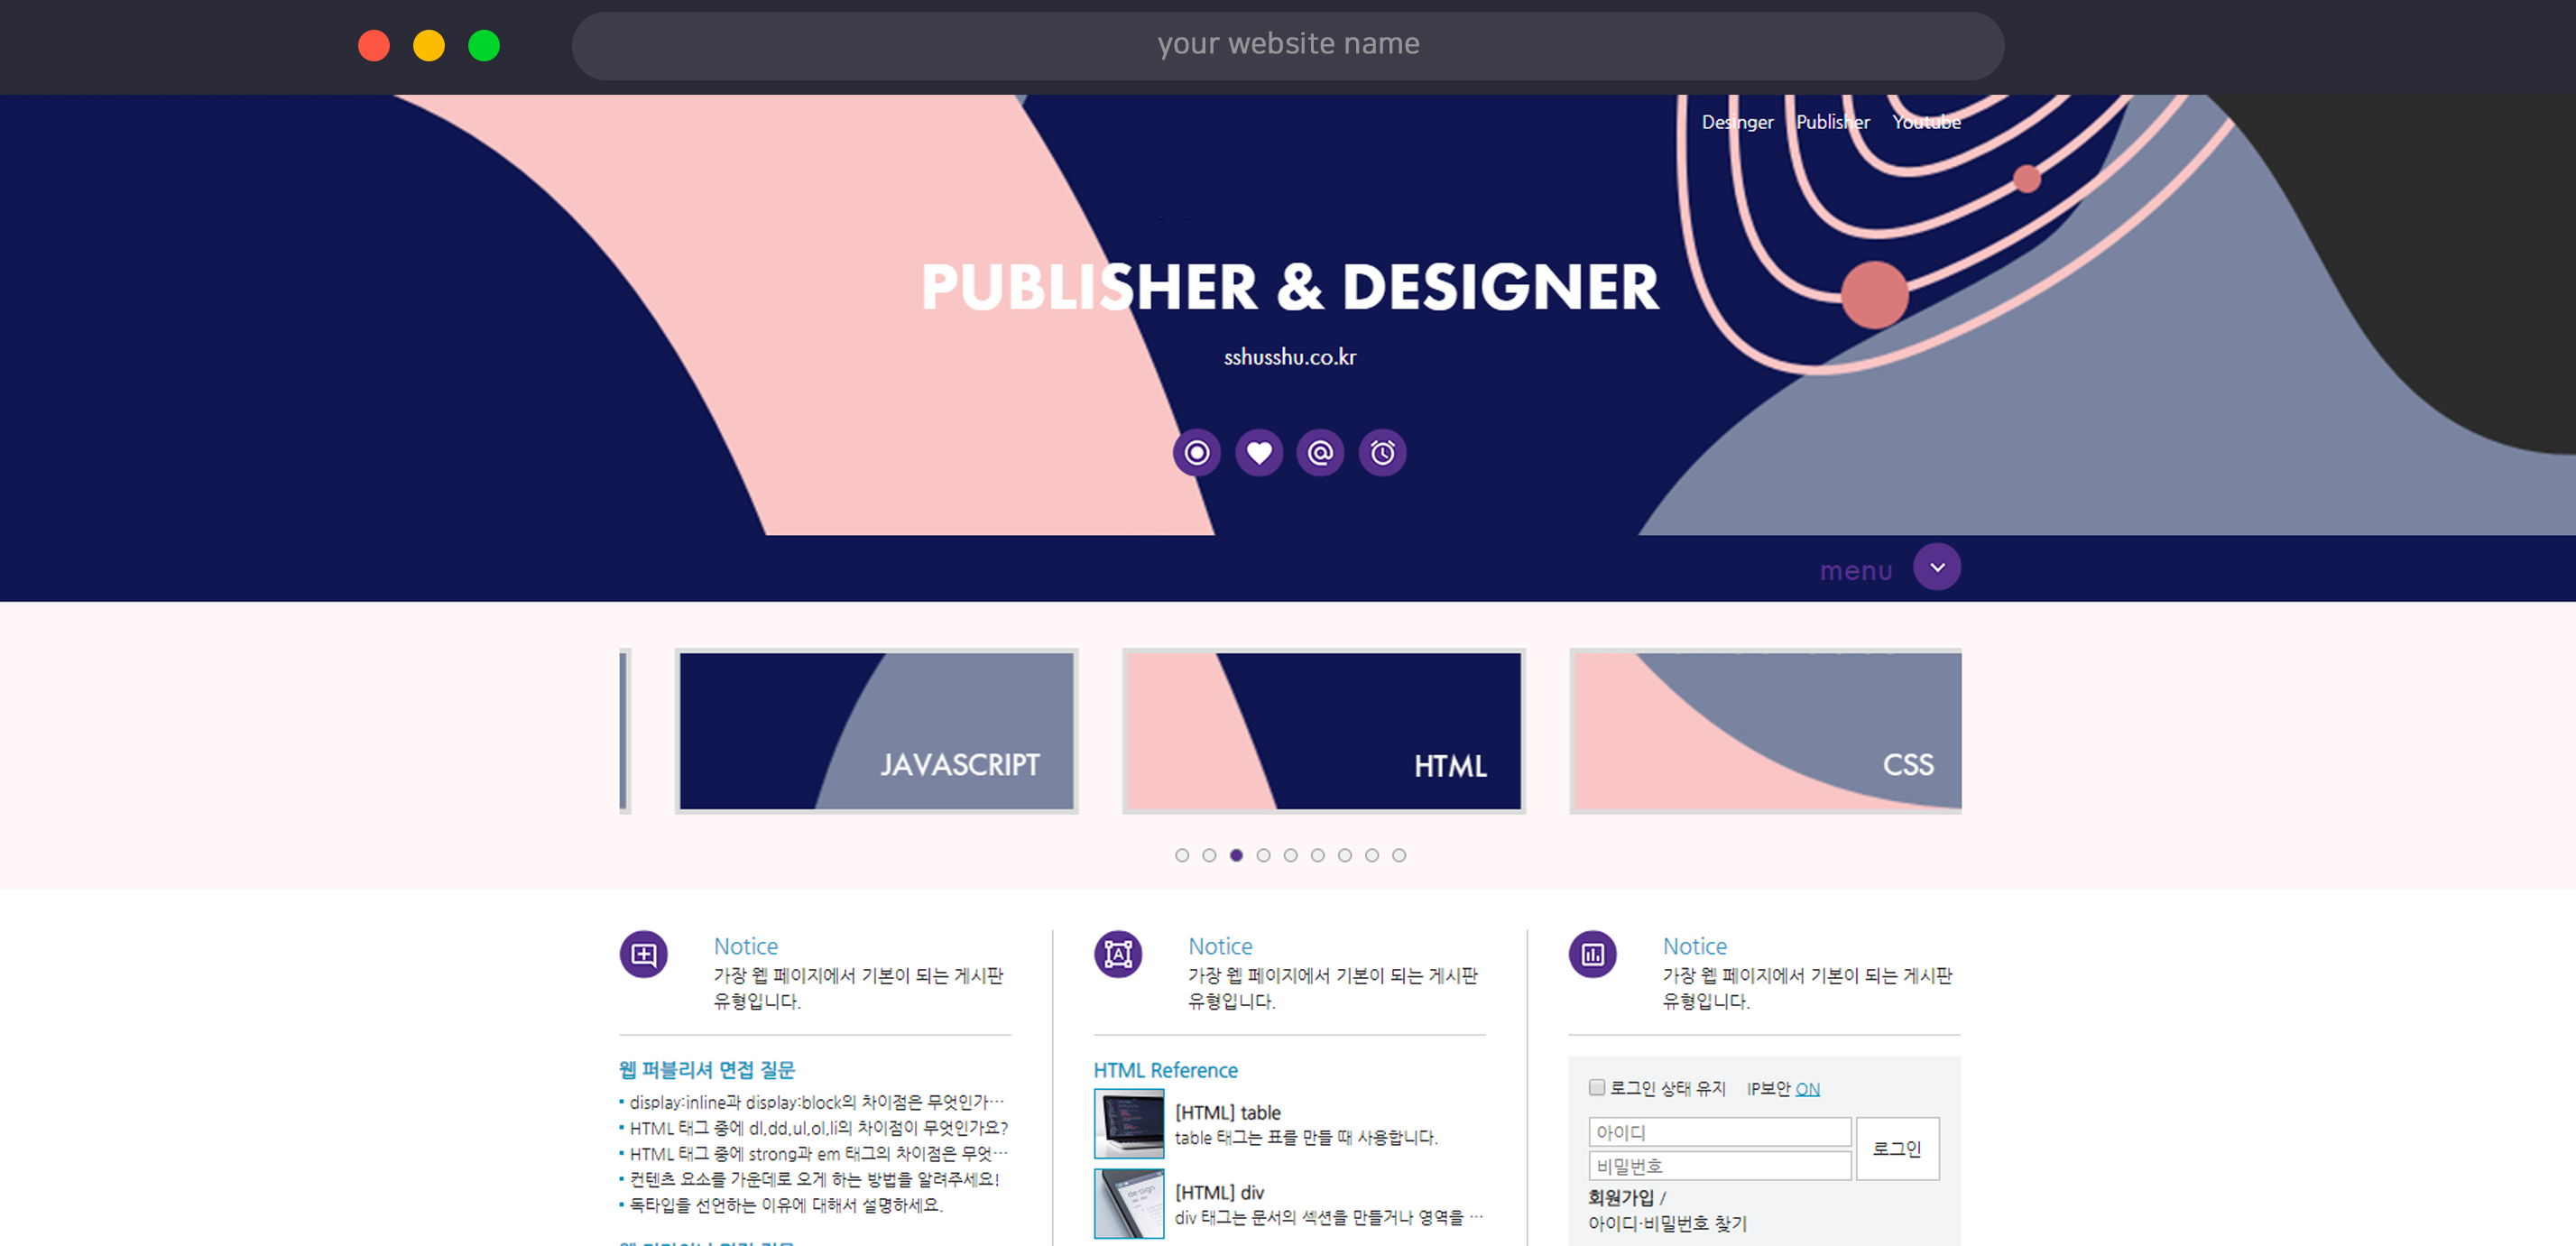 your website name
Desinger Publisher Youtube
PUBLISHER & DESIGNER
sshusshu.co.kr
menu
JAVASCRIPT
HTML
CSS
Notice
가장 웹 페이지에서 기본이 되는 게시판
유형입니다.
웹 퍼블리셔 면접 질문
display:inline과 display:block의 차이점은 무엇인가…
HTML 태그 중에 dl,dd,ul,ol,li의 차이점이 무엇인가요?
HTML 태그 중에 strong과 em 태그의 차이점은 무엇…
컨텐츠 요소를 가운데로 오게 하는 방법을 알려주세요!
독타입을 선언하는 이유에 대해서 설명하세요.
Notice
가장 웹 페이지에서 기본이 되는 게시판
유형입니다.
HTML Reference
[HTML] table
table 태그는 표를 만들 때 사용합니다.
[HTML] div
div 태그는 문서의 섹션을 만들거나 영역을 …
Notice
가장 웹 페이지에서 기본이 되는 게시판
유형입니다.
로그인 상태 유지 IP보안 ON
아이디
비밀번호
로그인
회원가입 /
아이디·비밀번호 찾기